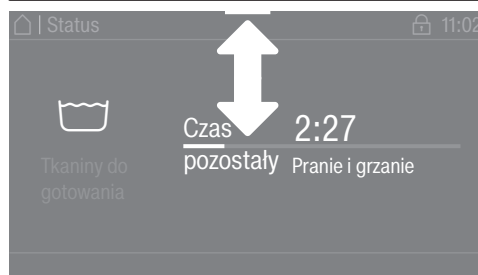 | Status 11:02
Czas 2:27
pozostały Pranie i grzanie
Tkaniny do
gotowania